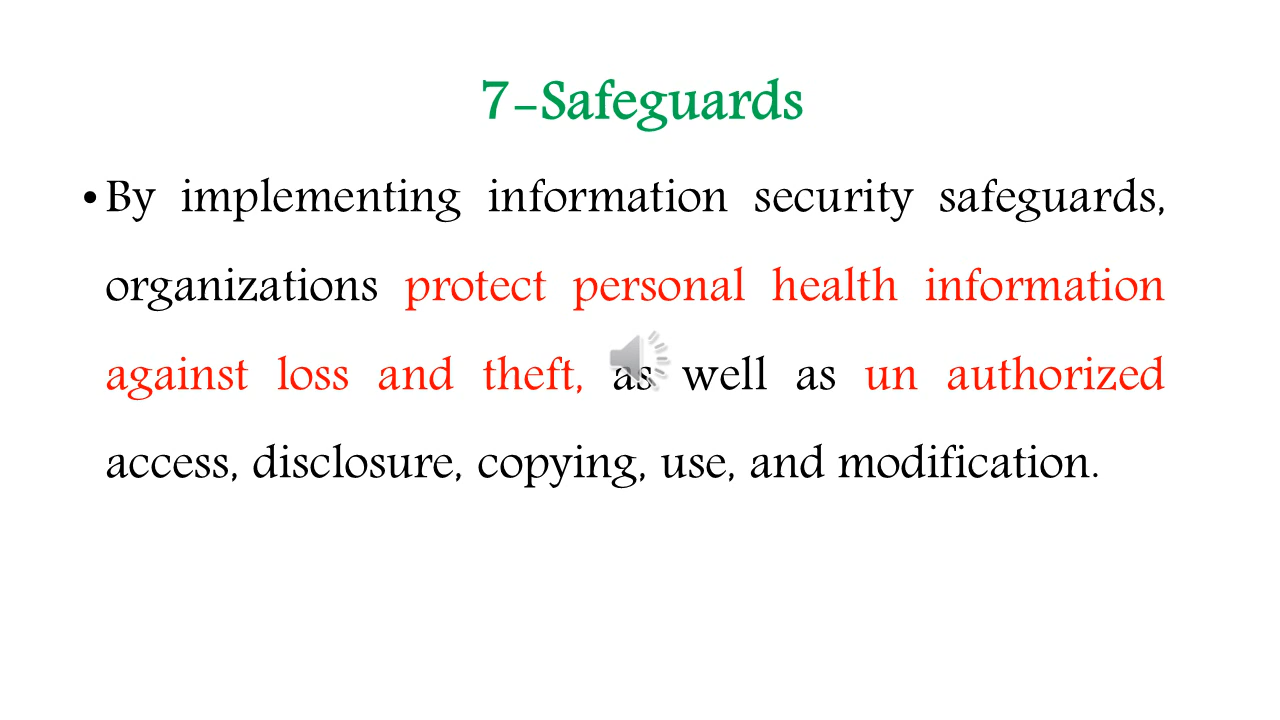 7-Safeguards
•By implementing information security safeguards,
organizations protect personal health information
against loss and theft, as well as un authorized
access, disclosure, copying, use, and modification.